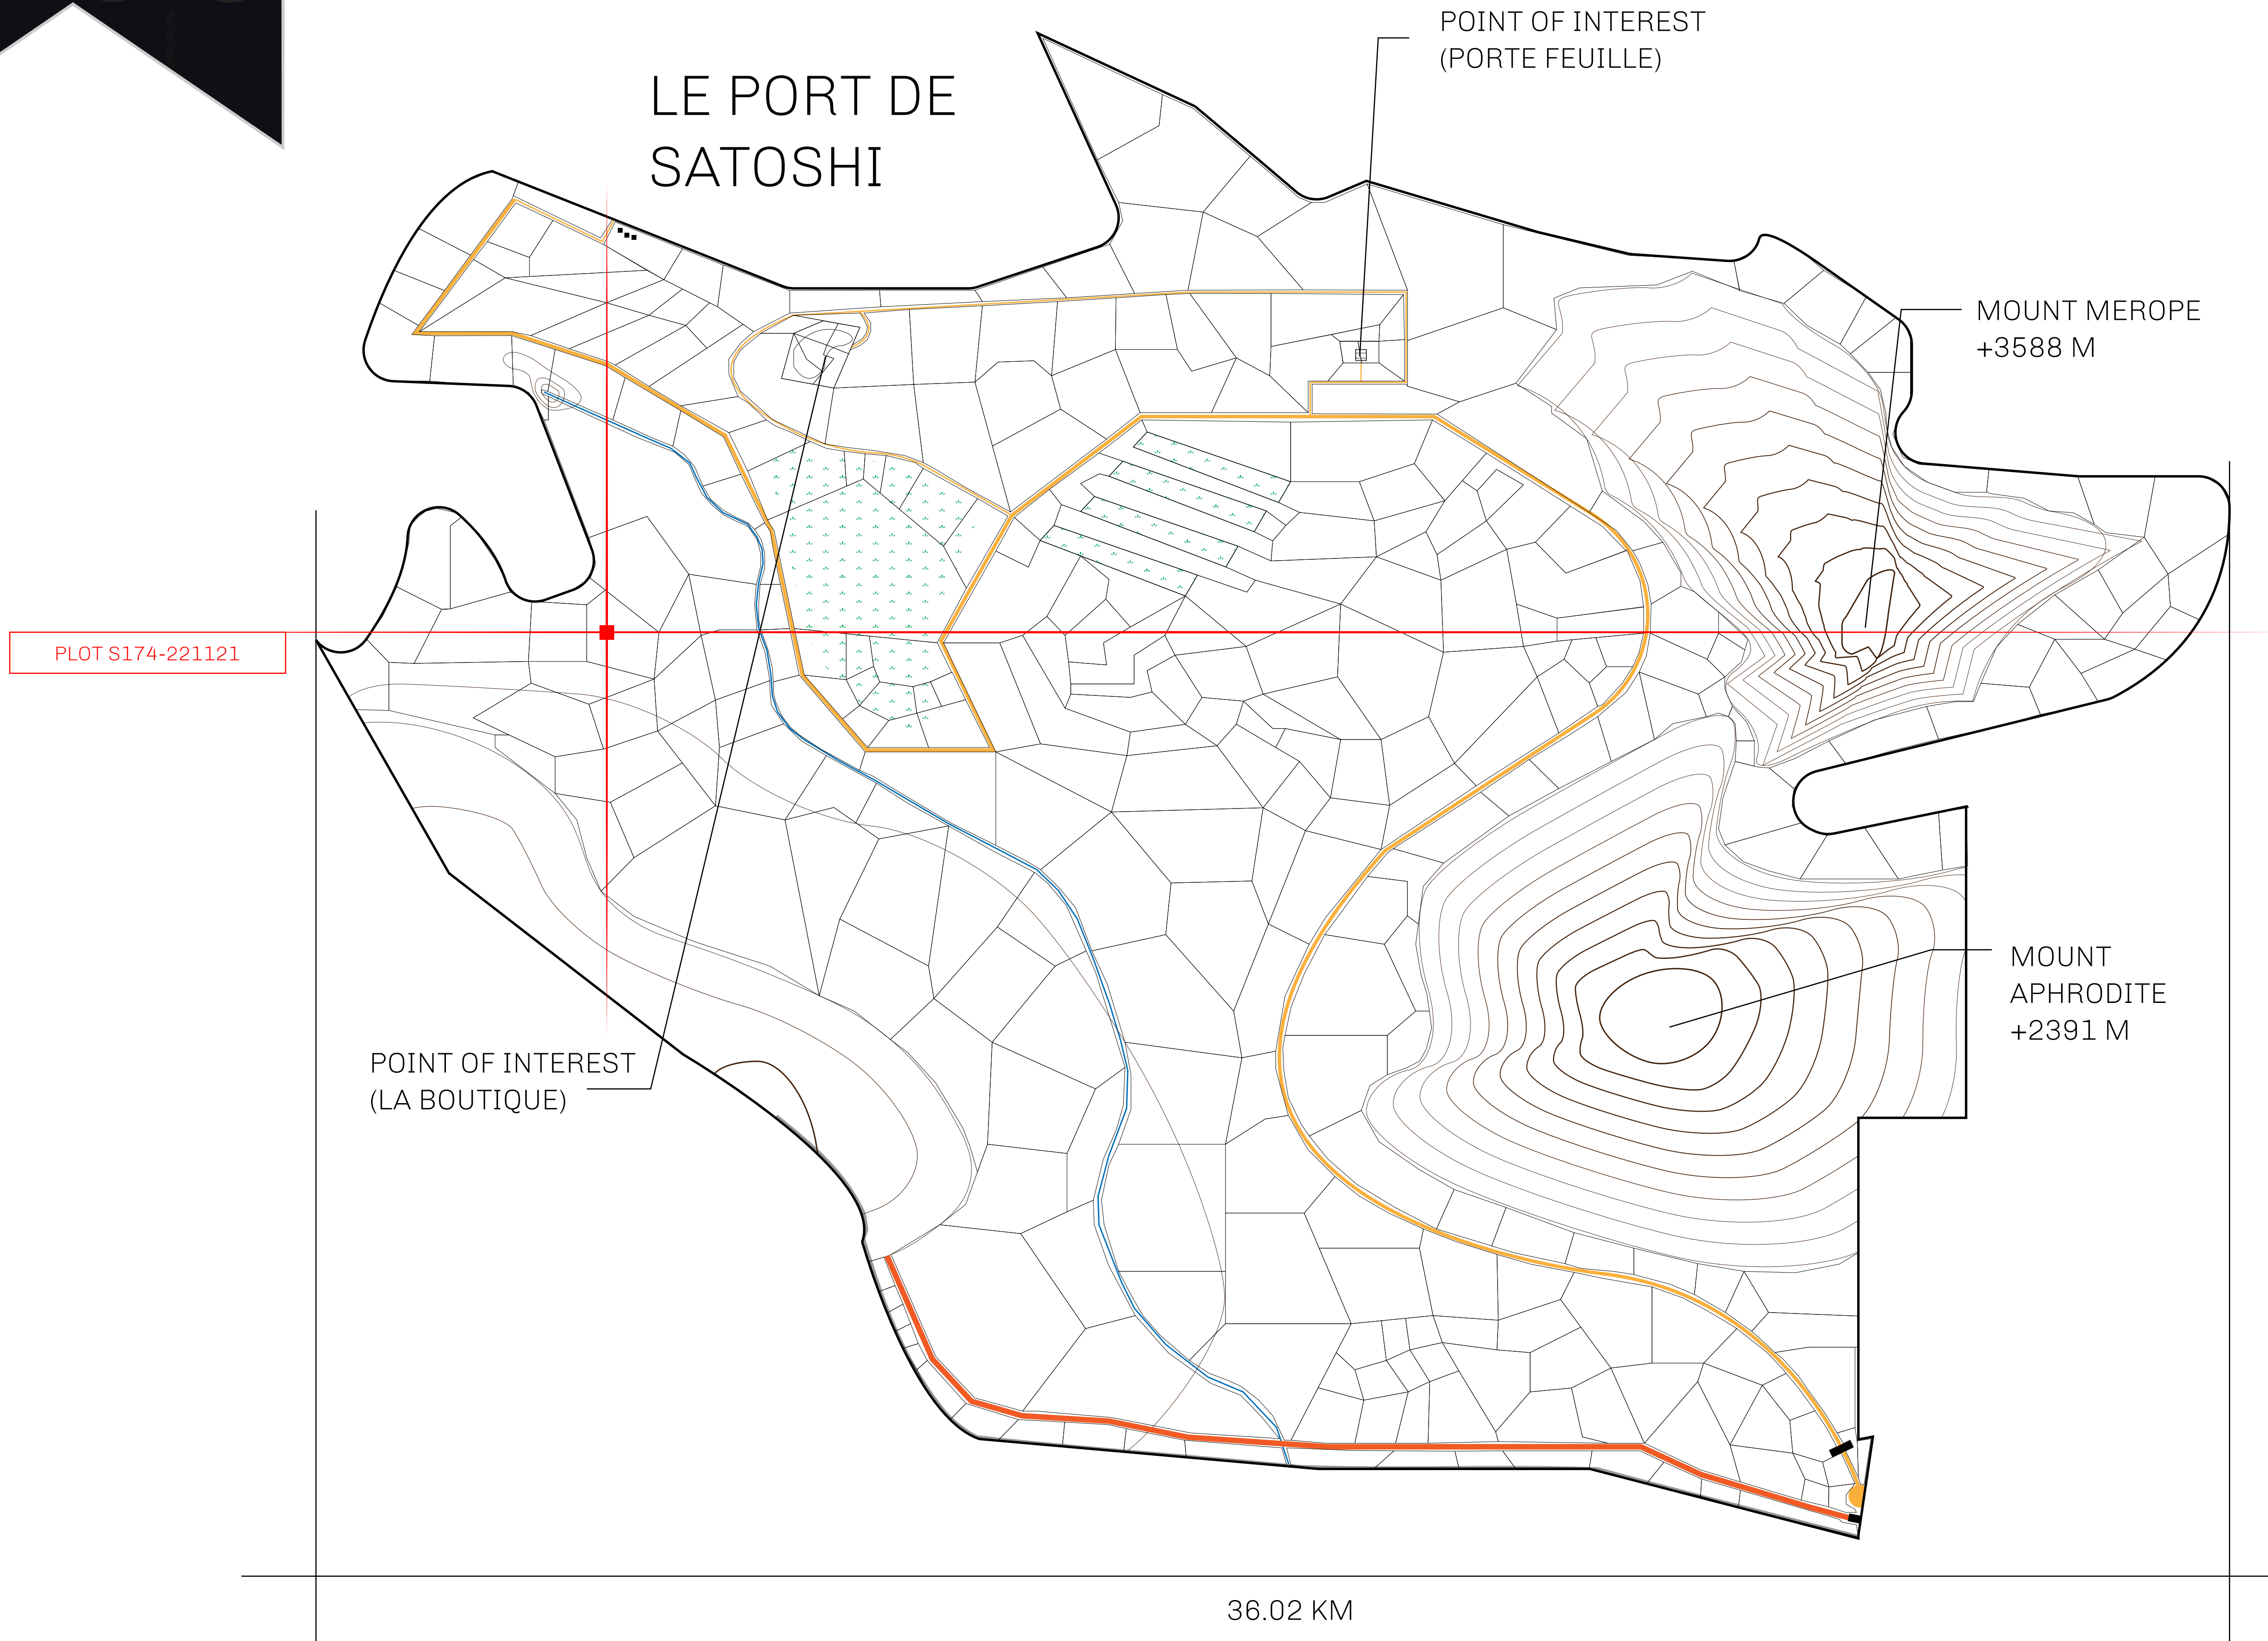 POINT OF INTEREST
(PORTE FEUILLE)
LE PORT DE
SATOSHI
MOUNT MEROPE
+3588 M
PLOT S174-221121
MOUNT
APHRODITE
+2391 M
POINT OF INTEREST
(LA BOUTIQUE)
36.02 KM